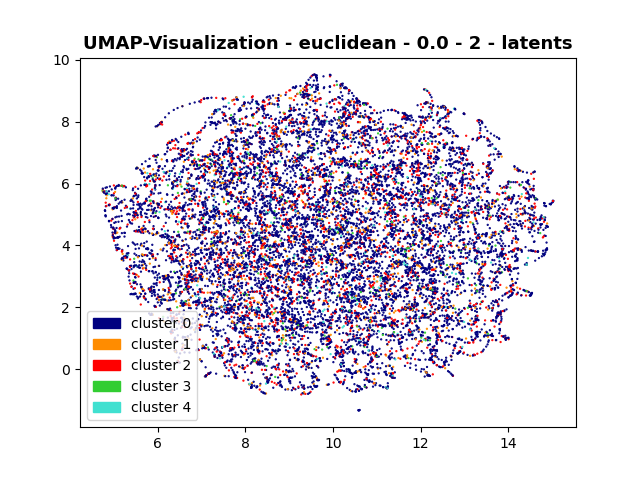 UMAP-Visualization - euclidean - 0.0 - 2 - latents
10
8
6
4
2
0
cluster 0
cluster 1
cluster 2
cluster 3
cluster 4
6 8 10 12 14